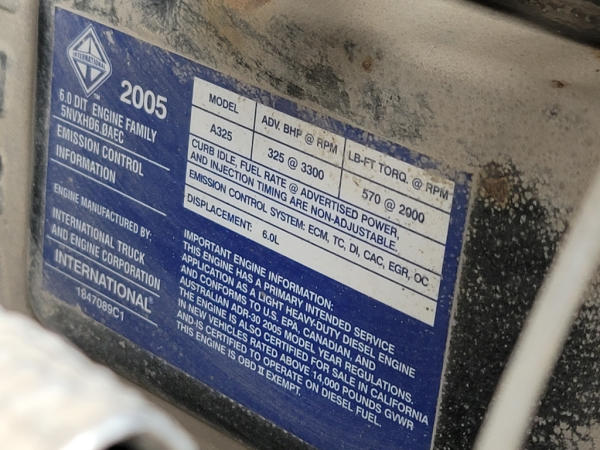 INTERNATIONAL
TM
2005
6.0 DIT ENGINE FAMILY
5NVXH06.0AEC
EMISSION CONTROL
INFORMATION
ENGINE MANUFACTURED BY:
INTERNATIONAL TRUCK
AND ENGINE CORPORATION
INTERNATIONAL®
1847089C1
MODEL ADV. BHP @ RPM LB-FT TORQ. @ RPM
A325 325 @ 3300 570 @ 2000
CURB IDLE, FUEL RATE @ ADVERTISED POWER,
AND INJECTION TIMING ARE NON-ADJUSTABLE.
EMISSION CONTROL SYSTEM: ECM, TC, DI, CAC, EGR, OC
DISPLACEMENT: 6.0L
IMPORTANT ENGINE INFORMATION:
THIS ENGINE HAS A PRIMARY INTENDED SERVICE
APPLICATION AS A LIGHT HEAVY-DUTY DIESEL ENGINE
AND CONFORMS TO U.S. EPA, CANADIAN, AND
AUSTRALIAN ADR-30 2005 MODEL YEAR REGULATIONS.
THE ENGINE IS ALSO CERTIFIED FOR SALE IN CALIFORNIA
IN NEW VEHICLES RATED ABOVE 14,000 POUNDS GVWR
AND IS CERTIFIED TO OPERATE ON DIESEL FUEL.
THIS ENGINE IS OBD II EXEMPT.